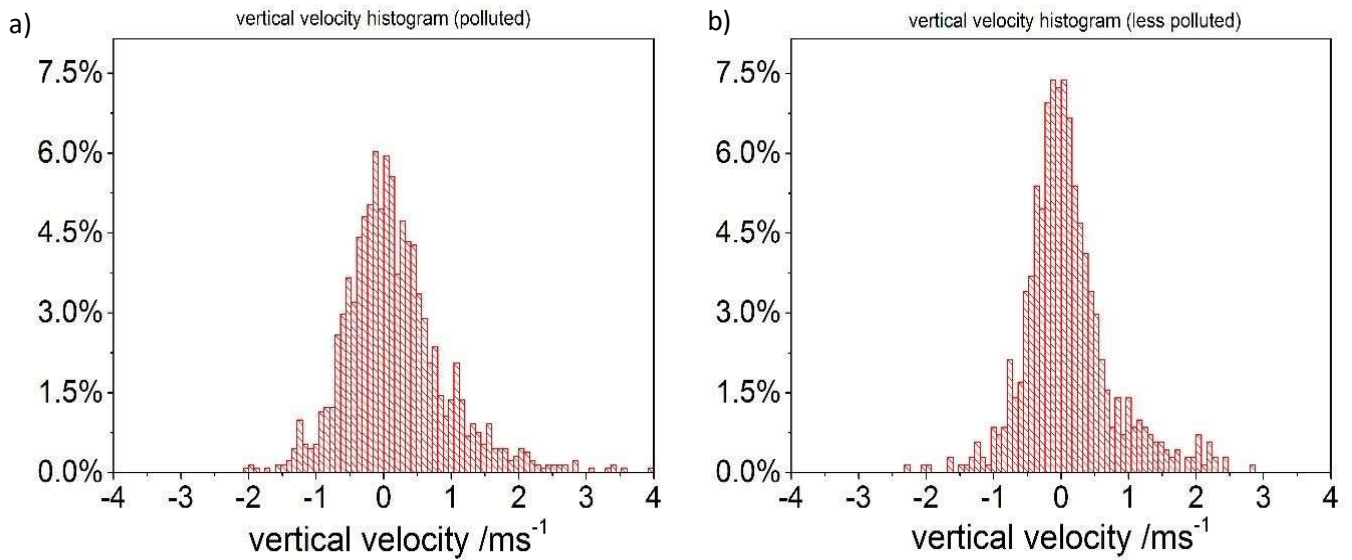 a)
vertical velocity histogram (polluted)
7.5%
6.0%
4.5%
3.0%
1.5%
0.0%
-4 -3 -2 -1 0 1 2 3 4
vertical velocity /ms⁻¹
b)
vertical velocity histogram (less polluted)
7.5%
6.0%
4.5%
3.0%
1.5%
0.0%
-4 -3 -2 -1 0 1 2 3 4
vertical velocity /ms⁻¹